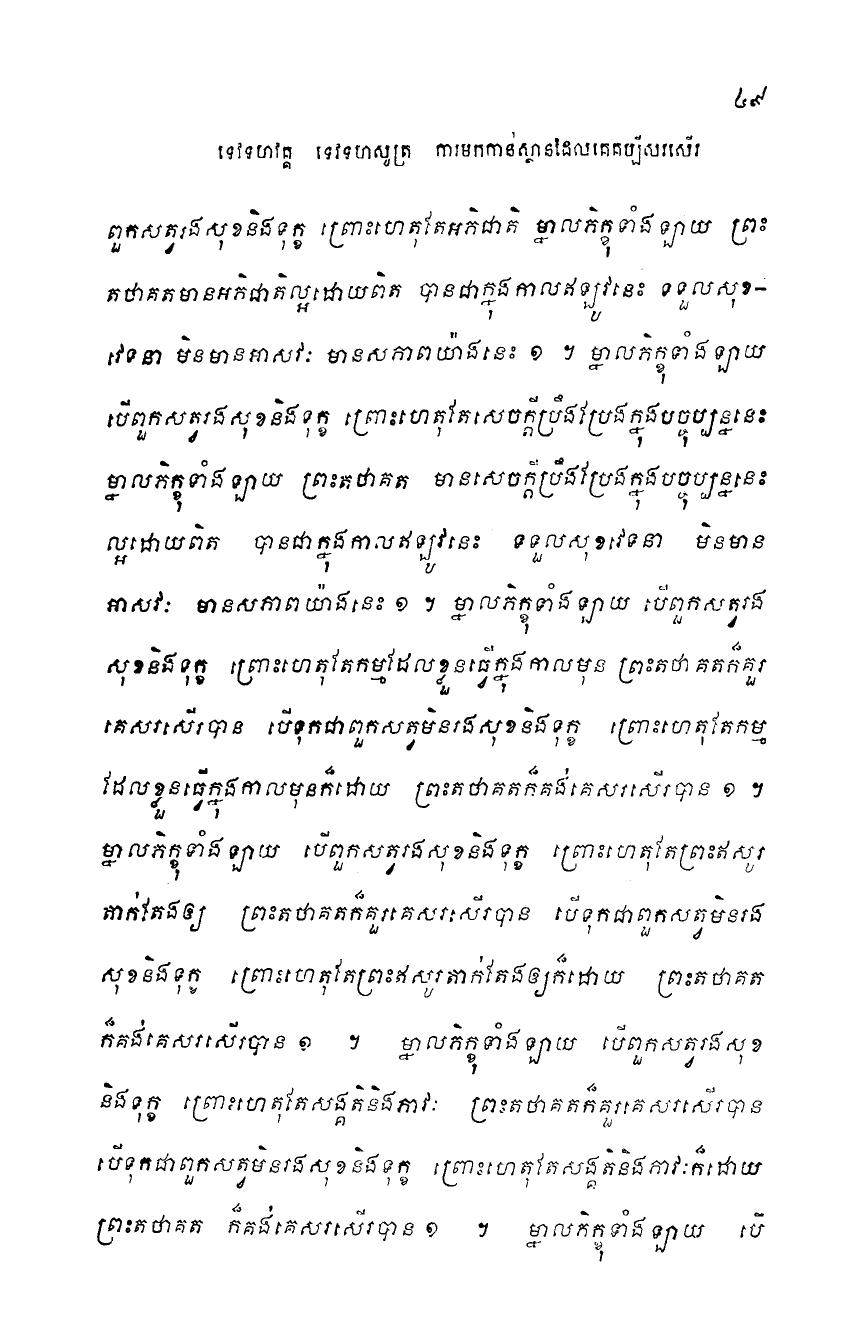 ៤៩
ទេវទហវគ្គ ទេវទហសូត្រ ការមកកាន់ស្ថានដែលគេគប្បីសរសើរ
ពួកសត្វរងសុខនិងទុក្ខ ព្រោះហេតុតែអភិជាតិ ម្នាលភិក្ខុទាំងឡាយ ព្រះ
តថាគតមានអភិជាតិល្អដោយពិត បានជាក្នុងកាលឥឡូវនេះ ទទួលសុខ-
វេទនា មិនមានអាសវៈ មានសភាពយ៉ាងនេះ ១ ។ ម្នាលភិក្ខុទាំងឡាយ
បើពួកសត្វរងសុខនិងទុក្ខ ព្រោះហេតុតែសេចក្តីប្រឹងប្រែងក្នុងបច្ចុប្បន្ននេះ
ម្នាលភិក្ខុទាំងឡាយ ព្រះតថាគត មានសេចក្តីប្រឹងប្រែងក្នុងបច្ចុប្បន្ននេះ
ល្អដោយពិត បានជាក្នុងកាលឥឡូវនេះ ទទួលសុខវេទនា មិនមាន
អាសវៈ មានសភាពយ៉ាងនេះ ១ ។ ម្នាលភិក្ខុទាំងឡាយ បើពួកសត្វរង
សុខនិងទុក្ខ ព្រោះហេតុតែកម្មដែលខ្លួនធ្វើក្នុងកាលមុន ព្រះតថាគតក៏គួរ
គេសរសើរបាន បើទុកជាពួកសត្វមិនរងសុខនិងទុក្ខ ព្រោះហេតុតែកម្ម
ដែលខ្លួនធ្វើក្នុងកាលមុនក៏ដោយ ព្រះតថាគតក៏គង់គេសរសើរបាន ១ ។
ម្នាលភិក្ខុទាំងឡាយ បើពួកសត្វរងសុខនិងទុក្ខ ព្រោះហេតុតែព្រះឥសូរ
តាក់តែងឲ្យ ព្រះតថាគតក៏គួរគេសរសើរបាន បើទុកជាពួកសត្វមិនរង
សុខនិងទុក្ខ ព្រោះហេតុតែព្រះឥសូរតាក់តែងឲ្យក៏ដោយ ព្រះតថាគត
ក៏គង់គេសរសើរបាន ១ ។ ម្នាលភិក្ខុទាំងឡាយ បើពួកសត្វរងសុខ
និងទុក្ខ ព្រោះហេតុតែសង្គតិនិងភាវៈ ព្រះតថាគតក៏គួរគេសរសើរបាន
បើទុកជាពួកសត្វមិនរងសុខនិងទុក្ខ ព្រោះហេតុតែសង្គតិនិងភាវៈក៏ដោយ
ព្រះតថាគត ក៏គង់គេសរសើរបាន ១ ។ ម្នាលភិក្ខុទាំងឡាយ បើ